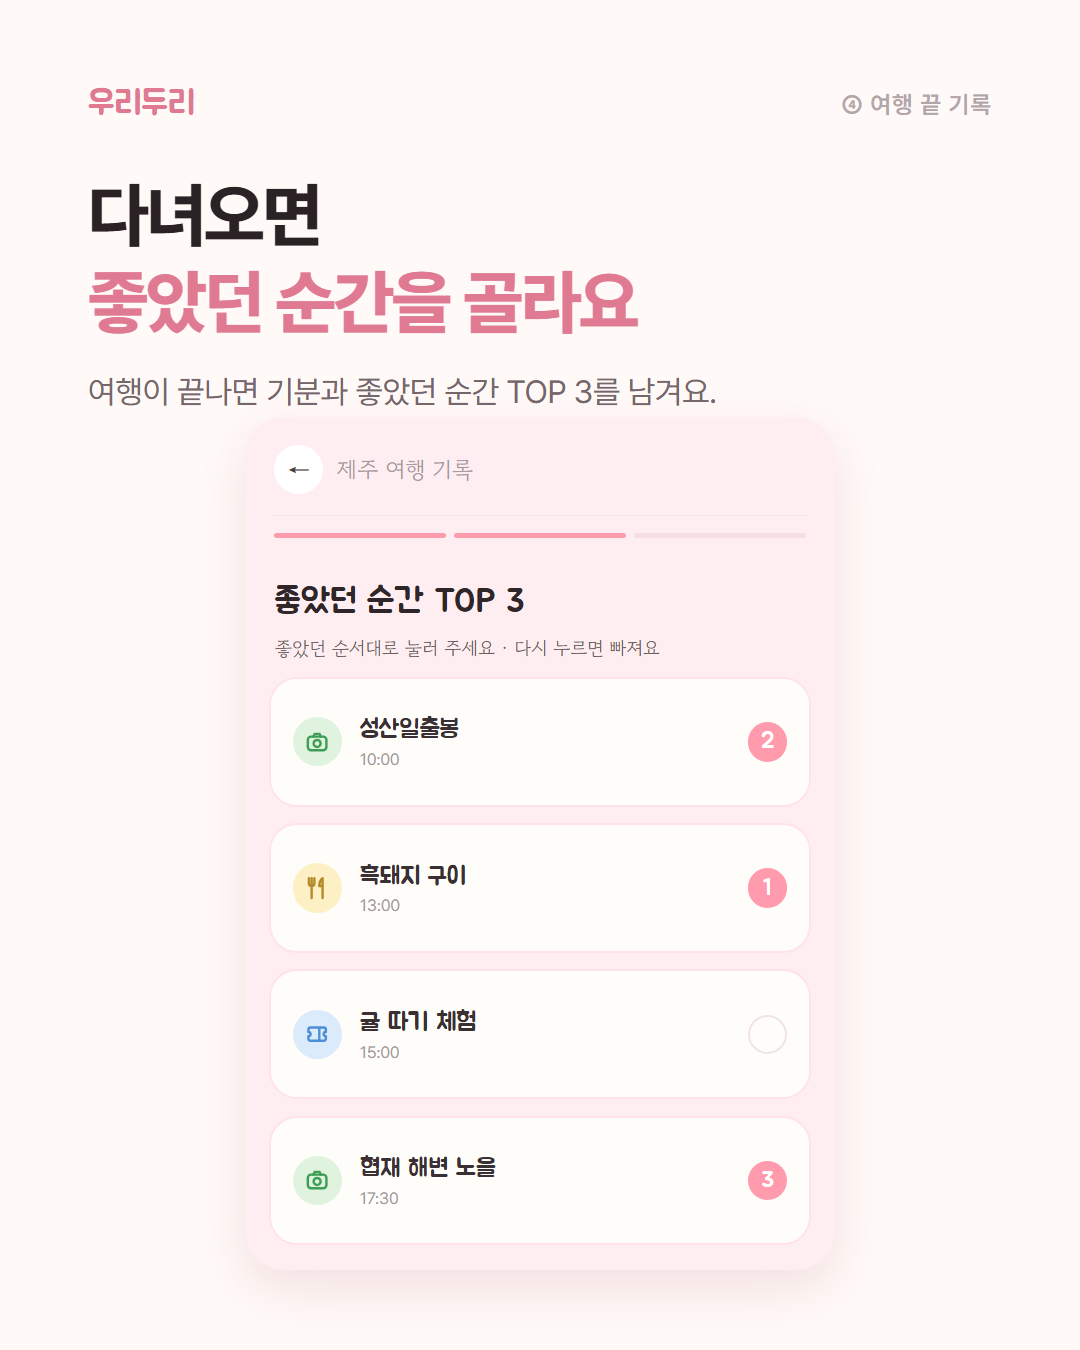 우리두리
④ 여행 끝 기록
다녀오면
좋았던 순간을 골라요
여행이 끝나면 기분과 좋았던 순간 TOP 3를 남겨요.
← 제주 여행 기록
좋았던 순간 TOP 3
좋았던 순서대로 눌러 주세요 · 다시 누르면 빠져요
성산일출봉
10:00
2
흑돼지 구이
13:00
1
귤 따기 체험
15:00
협재 해변 노을
17:30
3